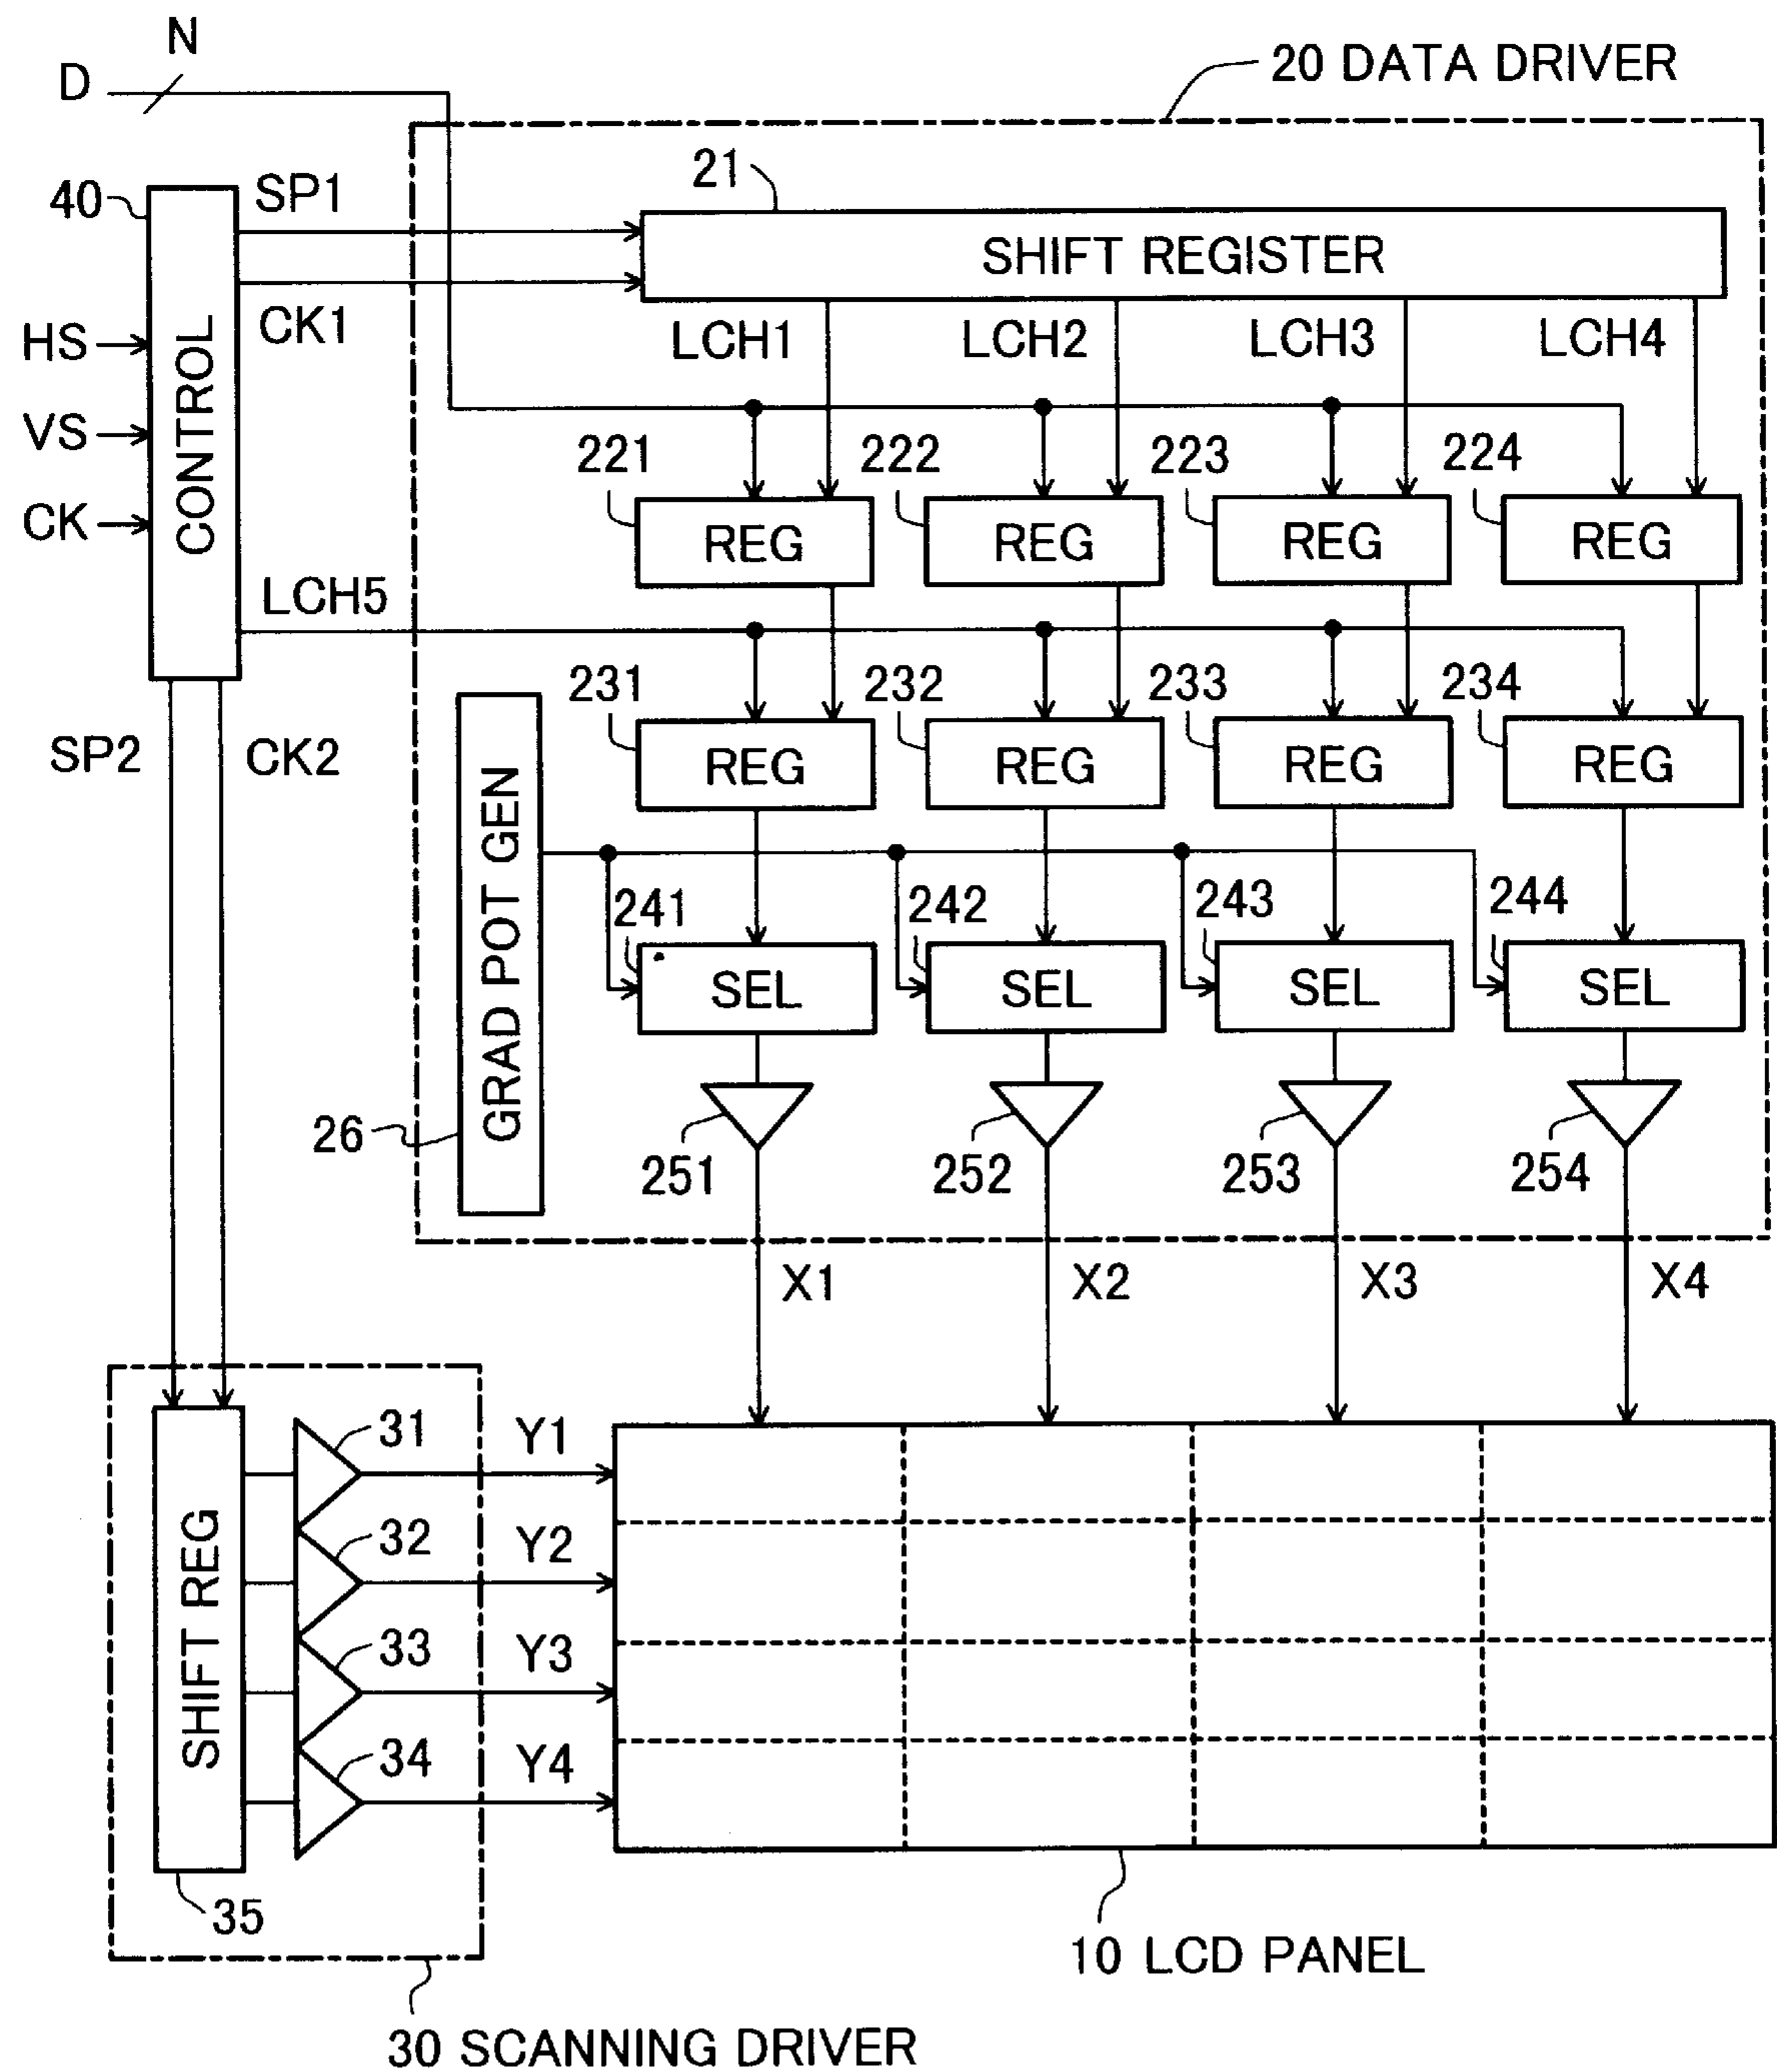 N
D
20 DATA DRIVER
21
40
SP1
SHIFT REGISTER
CK1
LCH1
LCH2
LCH3
LCH4
HS
VS
CK
CONTROL
221
222
223
224
REG
REG
REG
REG
LCH5
231
232
233
234
SP2
CK2
REG
REG
REG
REG
GRAD POT GEN
241
242
243
244
SEL
SEL
SEL
SEL
26
251
252
253
254
X1
X2
X3
X4
31
Y1
32
Y2
SHIFT REG
33
Y3
34
Y4
35
10 LCD PANEL
30 SCANNING DRIVER